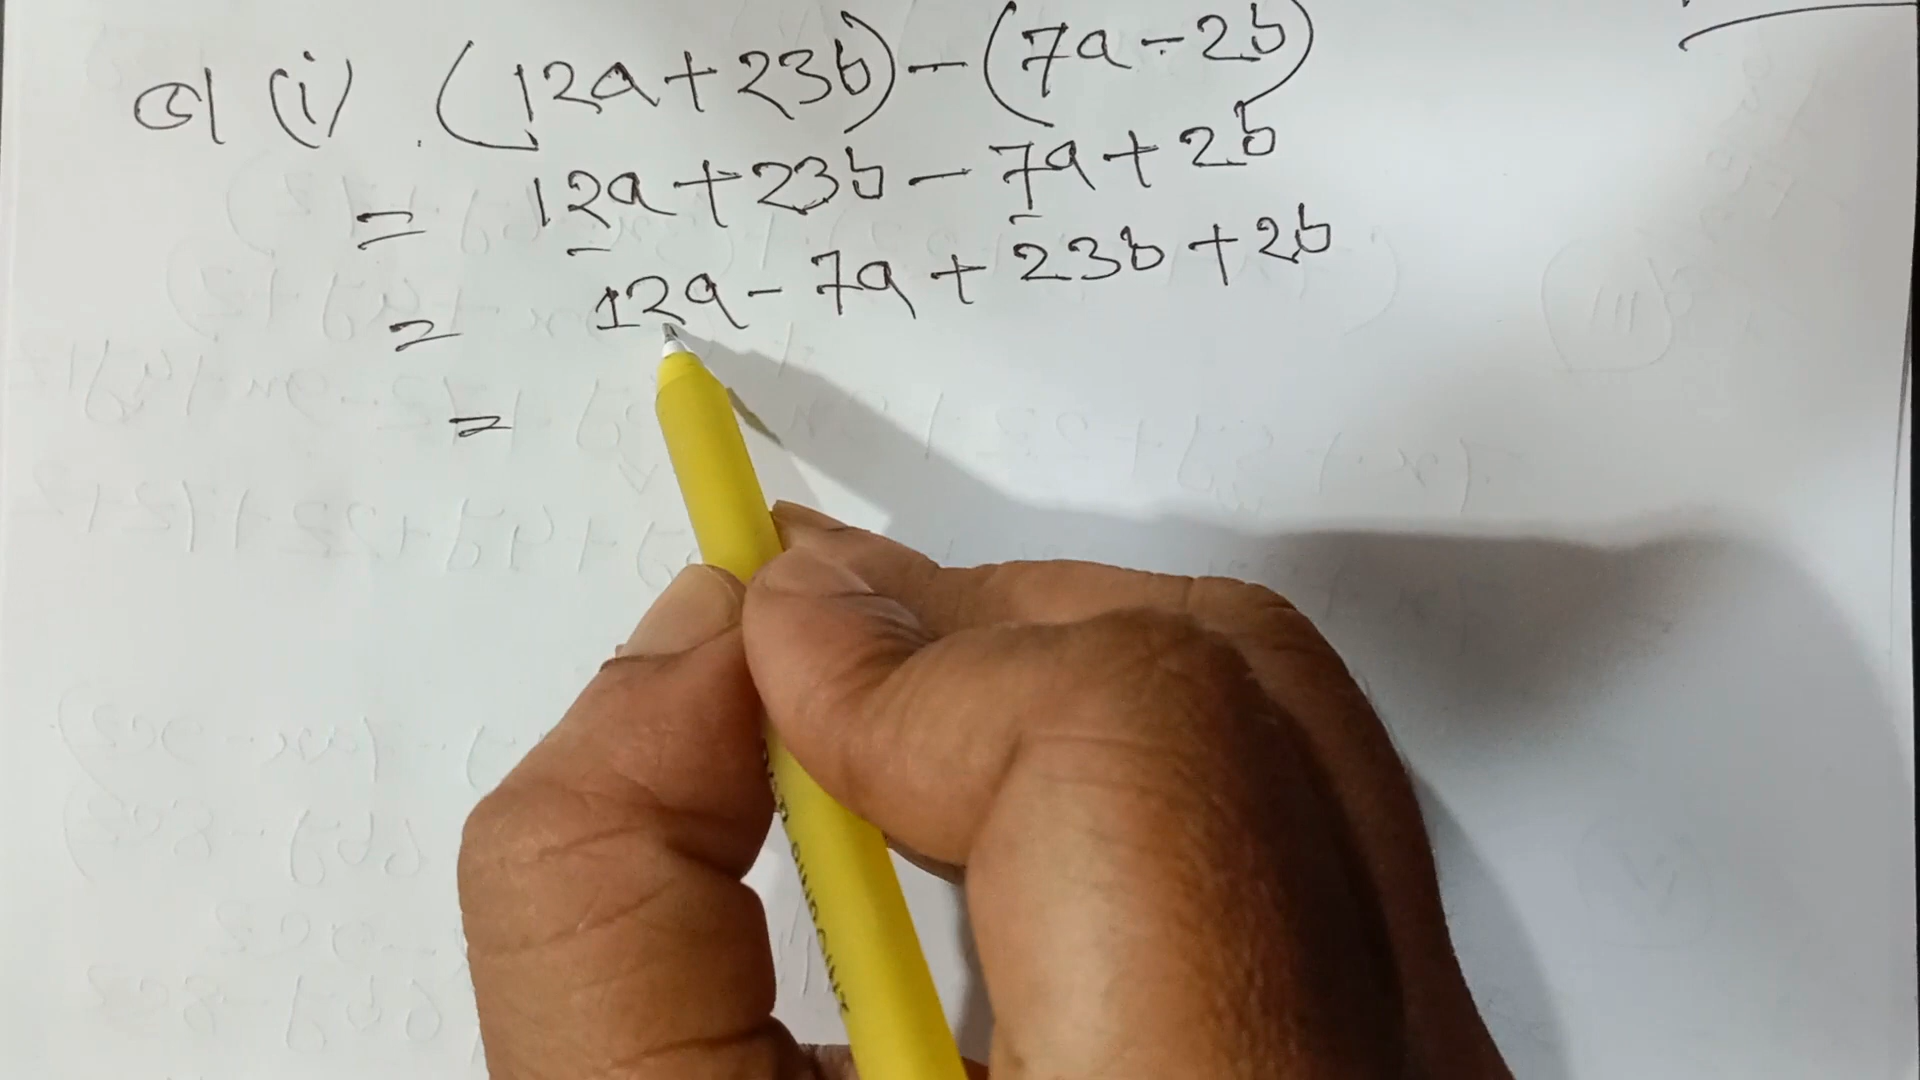 (i) (12a+23b)-(7a-2b)
= 12a+23b-7a+2b
= 12a-7a+23b+2b
=